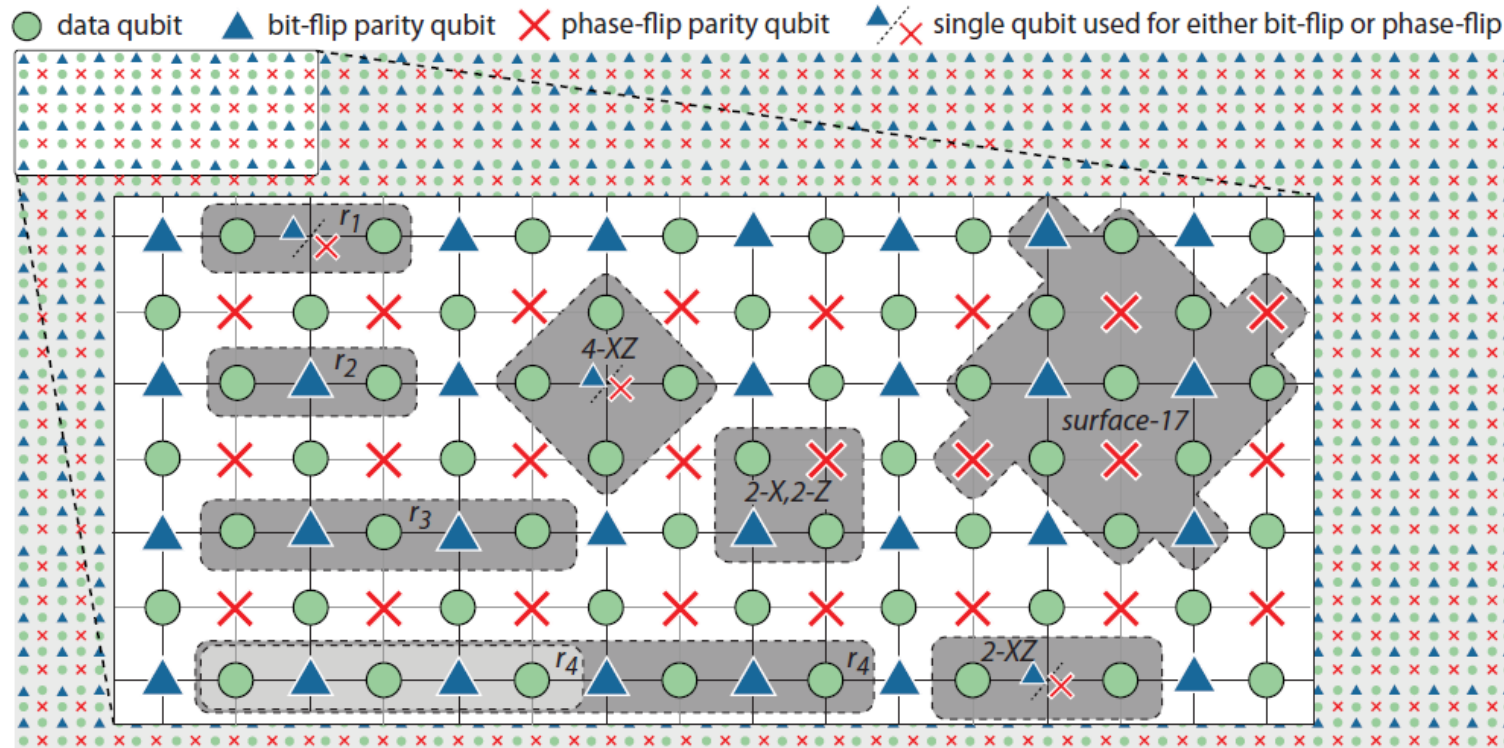 data qubit bit-flip parity qubit phase-flip parity qubit single qubit used for either bit-flip or phase-flip
r1
r2
4-XZ
surface-17
2-X,2-Z
r3
2-XZ
r4 r4